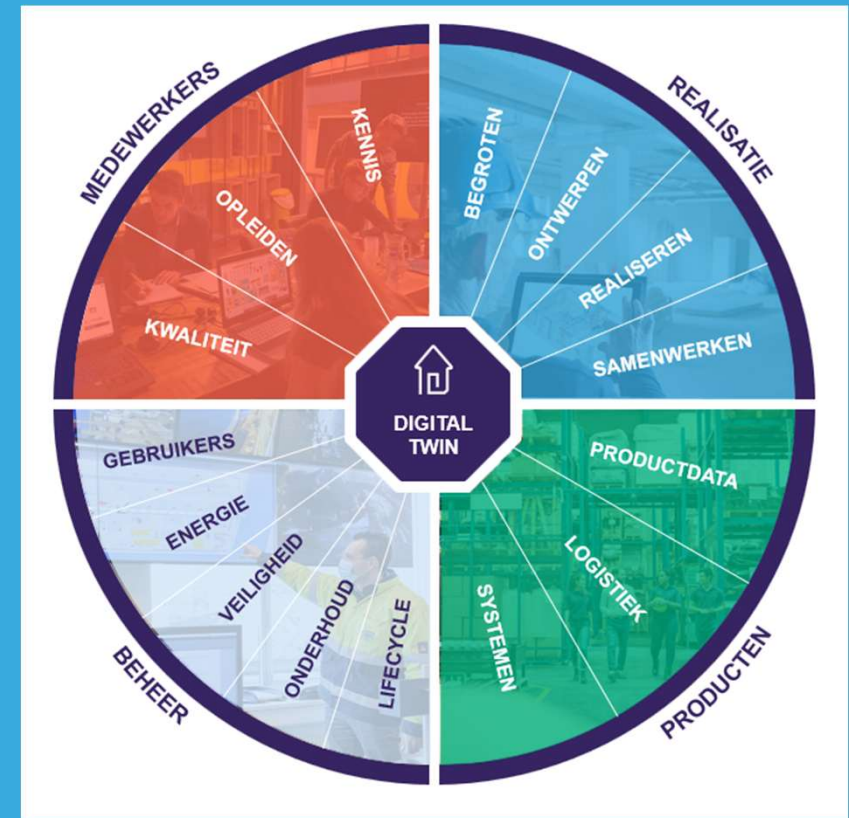 MEDEWERKERS
KENNIS
OPLEIDEN
KWALITEIT
REALISATIE
BEGROTEN
ONTWERPEN
REALISEREN
SAMENWERKEN
DIGITAL
TWIN
GEBRUIKERS
ENERGIE
VEILIGHEID
ONDERHOUD
LIFECYCLE
BEHEER
PRODUCTDATA
LOGISTIEK
SYSTEMEN
PRODUCTEN